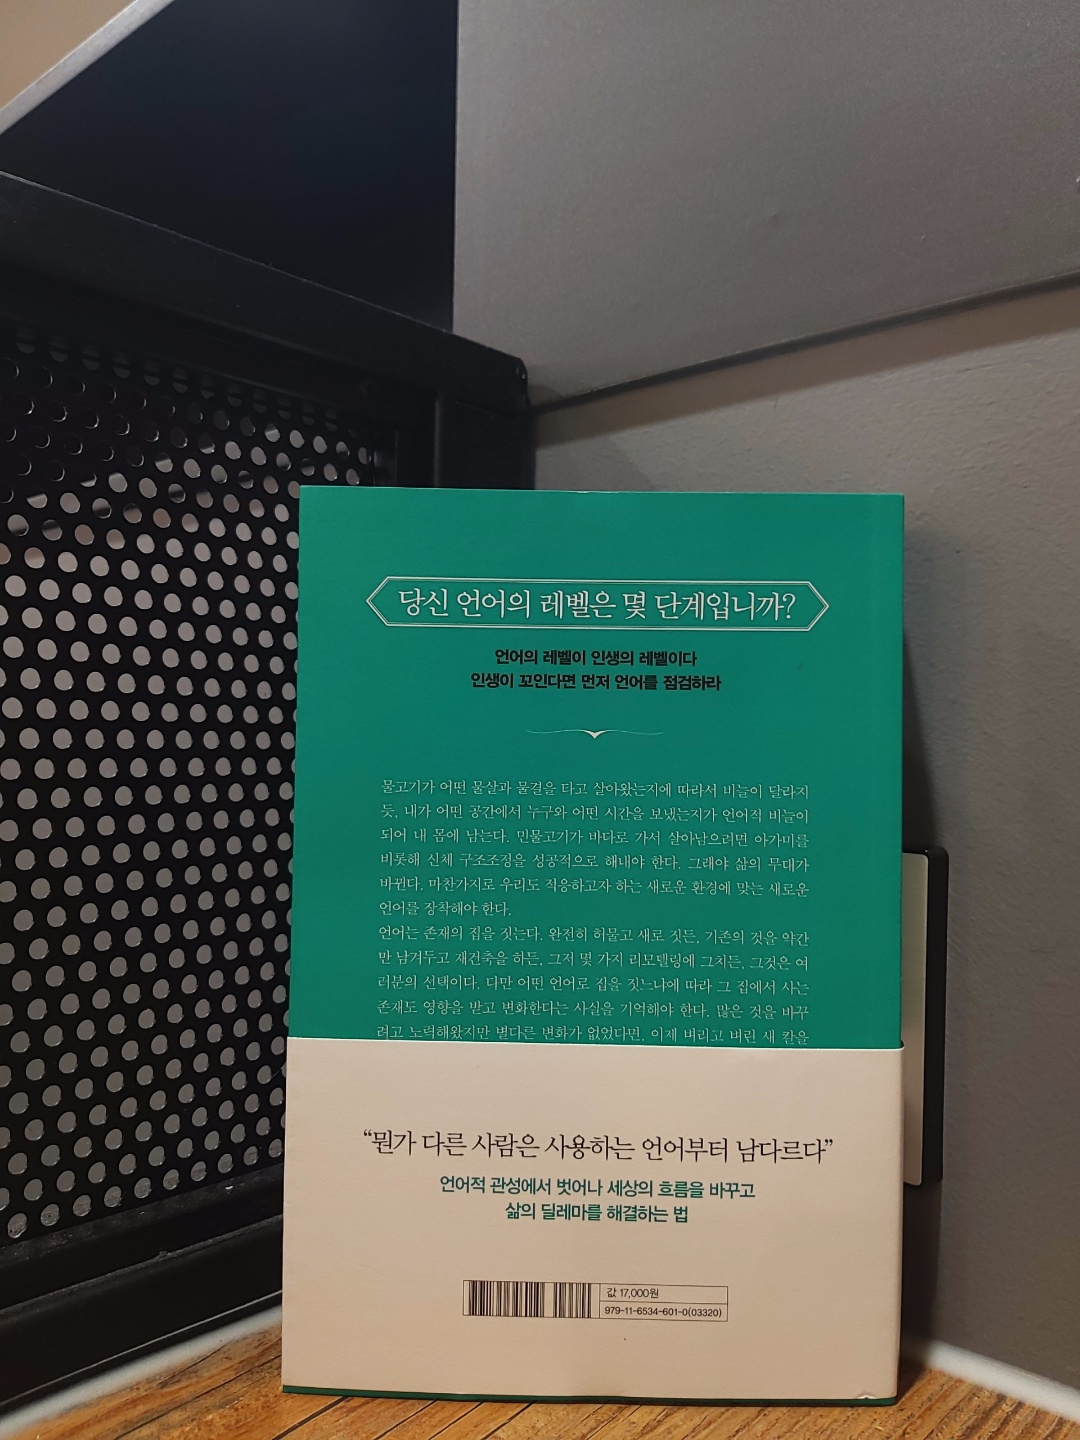 당신 언어의 레벨은 몇 단계입니까?
언어의 레벨이 인생의 레벨이다
인생이 꼬인다면 먼저 언어를 점검하라
물고기가 어떤 물살과 물결을 타고 살아왔는지에 따라서 비늘이 달라지
듯, 내가 어떤 공간에서 누구와 어떤 시간을 보냈는지가 언어적 비늘이
되어 내 몸에 남는다. 민물고기가 바다로 가서 살아남으려면 아가미를
비롯해 신체 구조조정을 성공적으로 해내야 한다. 그래야 삶의 무대가
바뀐다. 마찬가지로 우리도 적응하고자 하는 새로운 환경에 맞는 새로운
언어를 장착해야 한다.
언어는 존재의 집을 짓는다. 완전히 허물고 새로 짓든, 기존의 것을 약간
만 남겨두고 재건축을 하든, 그저 몇 가지 리모델링에 그치든, 그것은 여
러분의 선택이다. 다만 어떤 언어로 집을 짓느냐에 따라 그 집에서 사는
존재도 영향을 받고 변화한다는 사실을 기억해야 한다. 많은 것을 바꾸
려고 노력해왔지만 별다른 변화가 없었다면, 이제 벼리고 벼린 새 칼을
“뭔가 다른 사람은 사용하는 언어부터 남다르다”
언어적 관성에서 벗어나 세상의 흐름을 바꾸고
삶의 딜레마를 해결하는 법
값 17,000원
979-11-6534-601-0(03320)